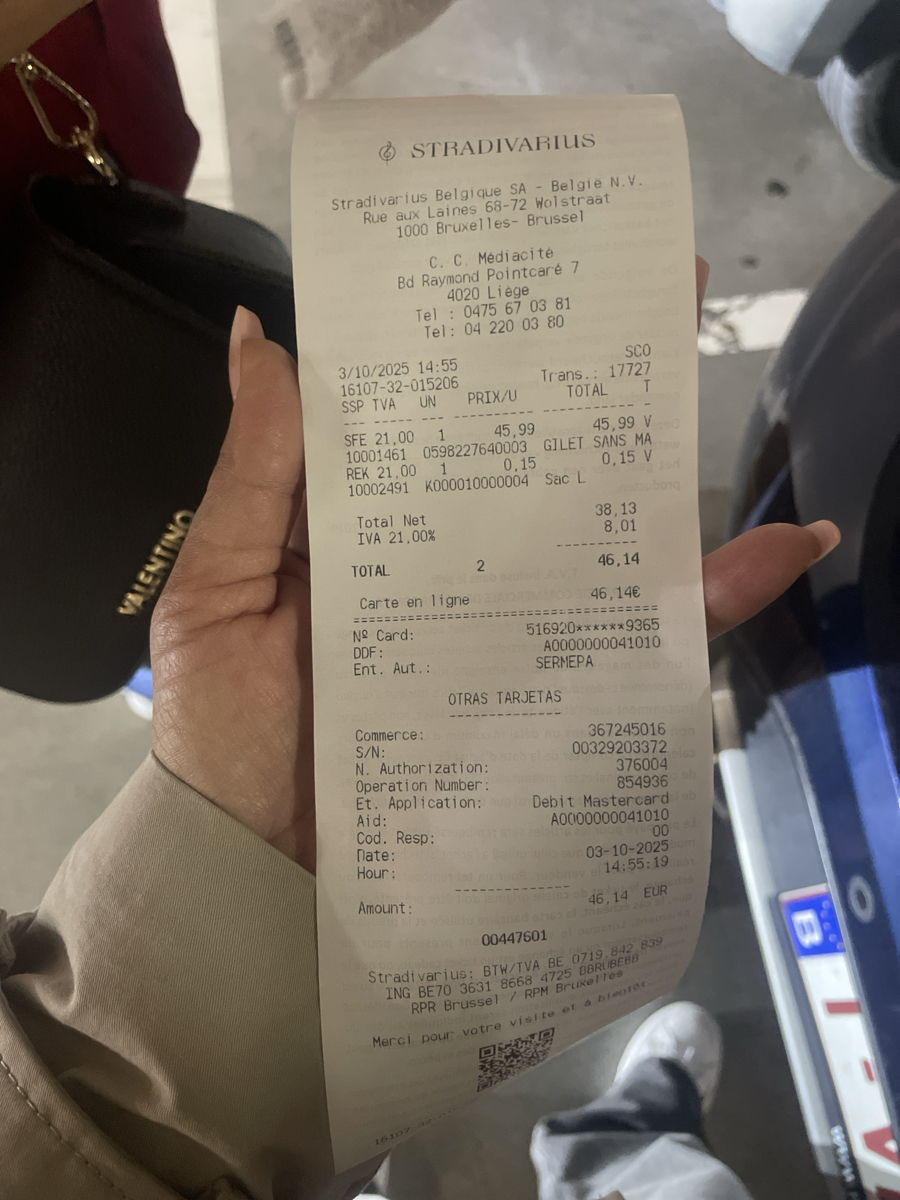 STRADIVARIUS
Stradivarius Belgique SA - Belgie N.V.
Rue aux Laines 68-72 Wolstraat
1000 Bruxelles- Brussel
C. C. Médiacité
Bd Raymond Pointcaré 7
4020 Liège
Tel : 0475 67 03 81
Tel: 04 220 03 80
SCO
3/10/2025 14:55
16107-32-015206 Trans.: 17727
SSP TVA UN PRIX/U TOTAL T
--- ----- --- --------- ---------- -
SFE 21,00 1 45,99 45,99 V
10001461 0598227640003 GILET SANS MA
REK 21,00 1 0,15 0,15 V
10002491 K000010000004 Sac L
Total Net 38,13
IVA 21,00% 8,01
----------
TOTAL 2 46,14
Carte en ligne 46,14€
======================================
Nº Card: 516920******9365
DDF: A0000000041010
Ent. Aut.: SERMEPA
OTRAS TARJETAS
--------------
Commerce: 367245016
S/N: 00329203372
N. Authorization: 376004
Operation Number: 854936
Et. Application: Debit Mastercard
Aid: A0000000041010
Cod. Resp: 00
Date: 03-10-2025
Hour: 14:55:19
--------------
Amount: 46,14 EUR
00447601
Stradivarius: BTW/TVA BE 0719.842.839
ING BE70 3631 8668 4725 BBRUBEBB
RPR Brussel / RPM Bruxelles
Merci pour votre visite et à bientôt.
VALENTINO
B